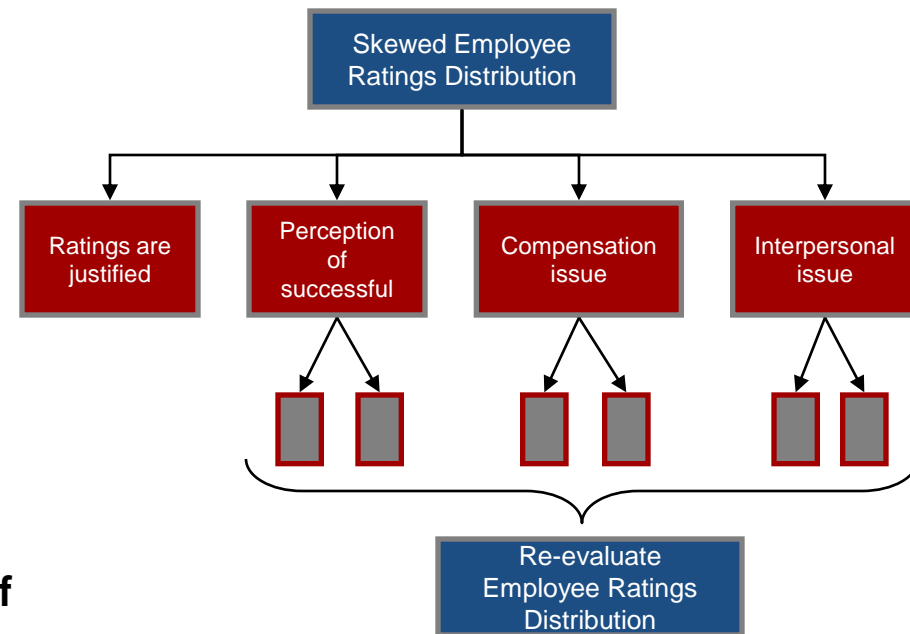 Skewed Employee
Ratings Distribution
Ratings are
justified
Perception
of
successful
Compensation
issue
Interpersonal
issue
Re-evaluate
Employee Ratings
Distribution
f